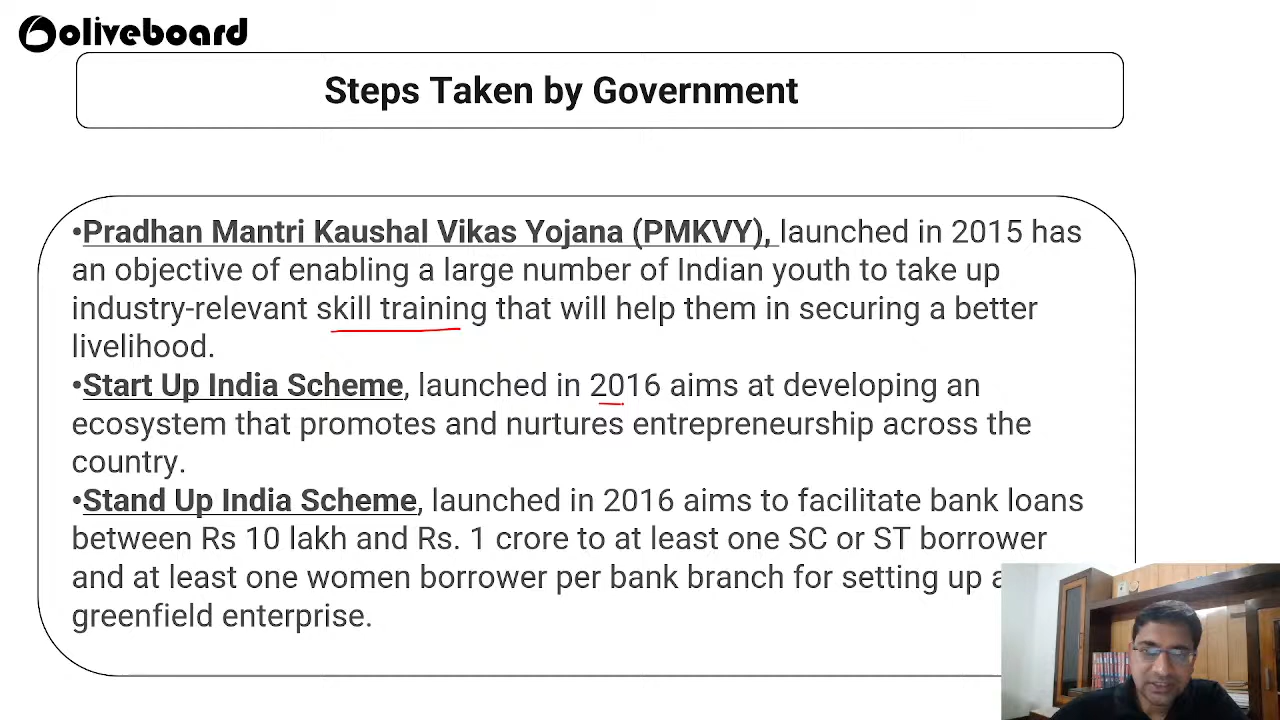 oliveboard
Steps Taken by Government
•Pradhan Mantri Kaushal Vikas Yojana (PMKVY), launched in 2015 has
an objective of enabling a large number of Indian youth to take up
industry-relevant skill training that will help them in securing a better
livelihood.
•Start Up India Scheme, launched in 2016 aims at developing an
ecosystem that promotes and nurtures entrepreneurship across the
country.
•Stand Up India Scheme, launched in 2016 aims to facilitate bank loans
between Rs 10 lakh and Rs. 1 crore to at least one SC or ST borrower
and at least one women borrower per bank branch for setting up a
greenfield enterprise.